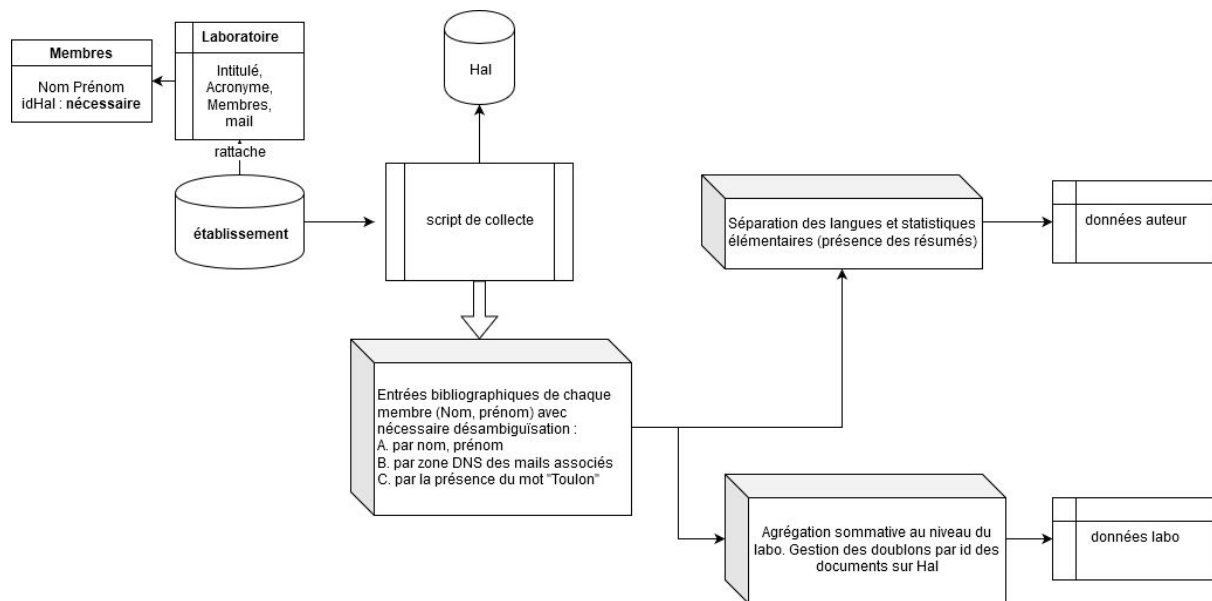 Membres
Nom Prénom
idHal : nécessaire
Laboratoire
Intitulé,
Acronyme,
Membres,
mail
rattache
établissement
Hal
script de collecte
Entrées bibliographiques de chaque
membre (Nom, prénom) avec
nécessaire désambiguïsation :
A. par nom, prénom
B. par zone DNS des mails associés
C. par la présence du mot "Toulon"
Séparation des langues et statistiques
élémentaires (présence des résumés)
données auteur
Agrégation sommative au niveau du
labo. Gestion des doublons par id des
documents sur Hal
données labo